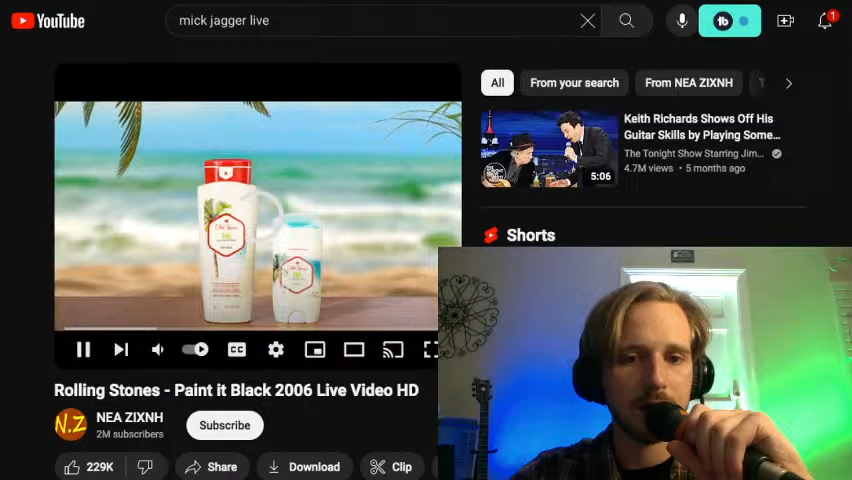 YouTube
mick jagger live
1b
1
All
From your search
From NEA ZIXNH
Keith Richards Shows Off His
Guitar Skills by Playing Some...
The Tonight Show Starring Jim...
4.7M views • 5 months ago
5:06
Shorts
Old Spice
Old Spice
CC
Rolling Stones - Paint it Black 2006 Live Video HD
N.Z
NEA ZIXNH
2M subscribers
Subscribe
229K
Share
Download
Clip